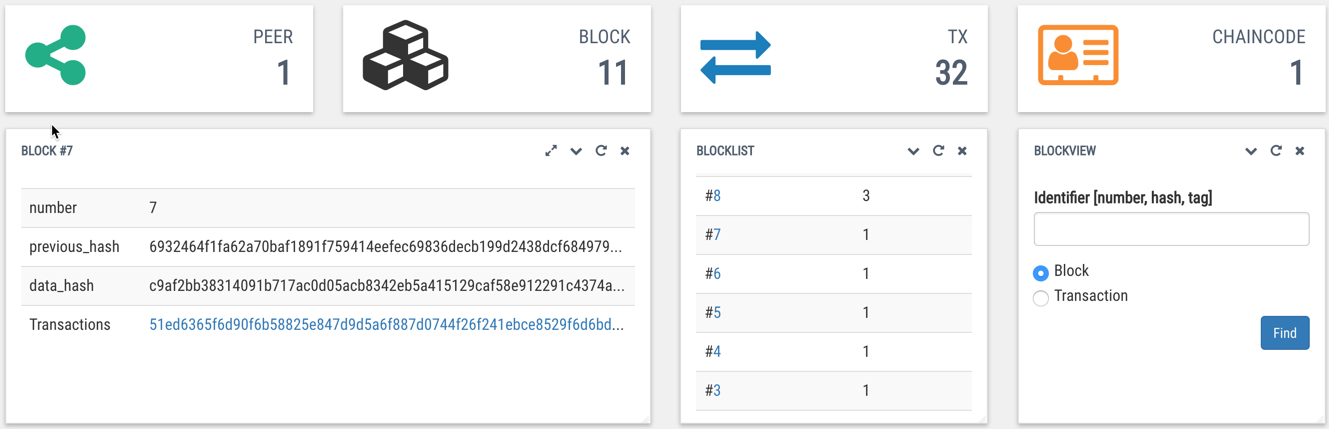 PEER
1
BLOCK
11
TX
32
CHAINCODE
1
BLOCK #7
number 7
previous_hash 6932464f1fa62a70baf1891f759414eefec69836decb199d2438dcf684979...
data_hash c9af2bb38314091b717ac0d05acb8342eb5a415129caf58e912291c4374a...
Transactions 51ed6365f6d90f6b58825e847d9d5a6f887d0744f26f241ebce8529f6d6bd...
BLOCKLIST
#8 3
#7 1
#6 1
#5 1
#4 1
#3 1
BLOCKVIEW
Identifier [number, hash, tag]
Block
Transaction
Find